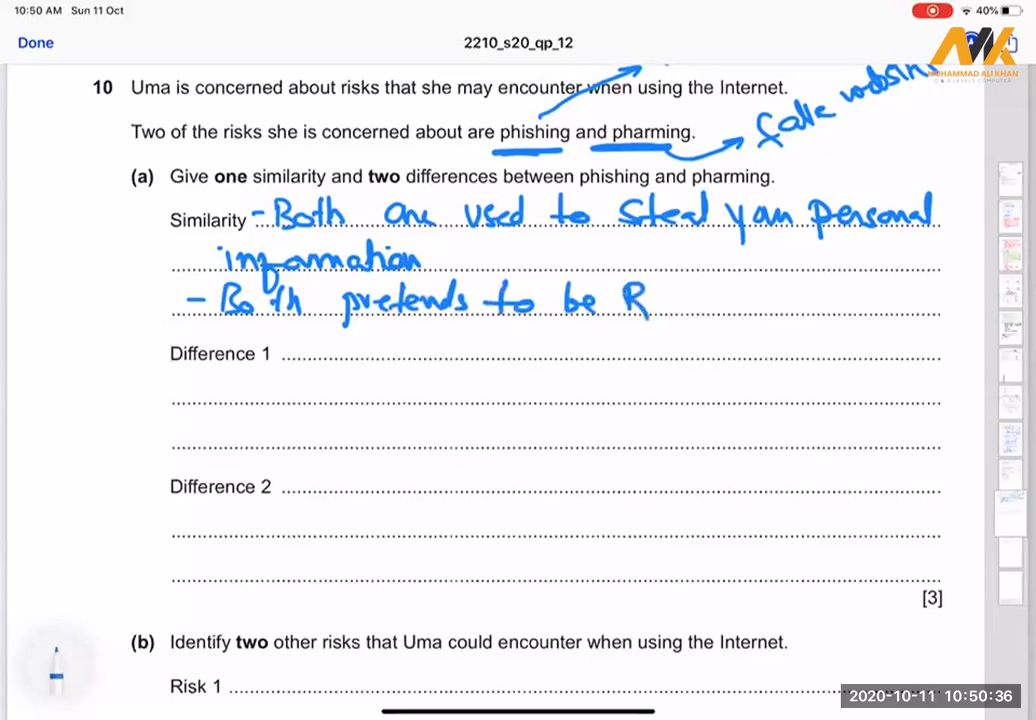 10:50 AM Sun 11 Oct
40%
Done
2210_s20_qp_12
MUHAMMAD ALI KHAN
O & A LEVELS COMPUTER
10 Uma is concerned about risks that she may encounter when using the Internet.
fake website
Two of the risks she is concerned about are phishing and pharming.
(a) Give one similarity and two differences between phishing and pharming.
Similarity - Both are used to steal your personal
information
- Both pretends to be R
Difference 1
Difference 2
[3]
(b) Identify two other risks that Uma could encounter when using the Internet.
Risk 1
2020-10-11 10:50:36